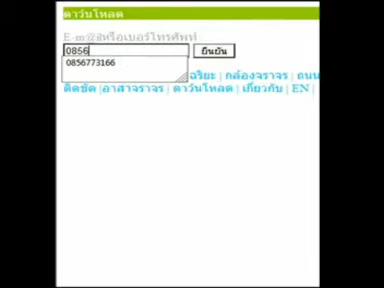 ดาวน์โหลด
E-m@ilหรือเบอร์โทรศัพท์
0856 ยืนยัน
0856773166
อัจฉริยะ | กล้องจราจร | ถนน
ติดขัด |อาสาจราจร | ดาวน์โหลด | เกี่ยวกับ | EN |